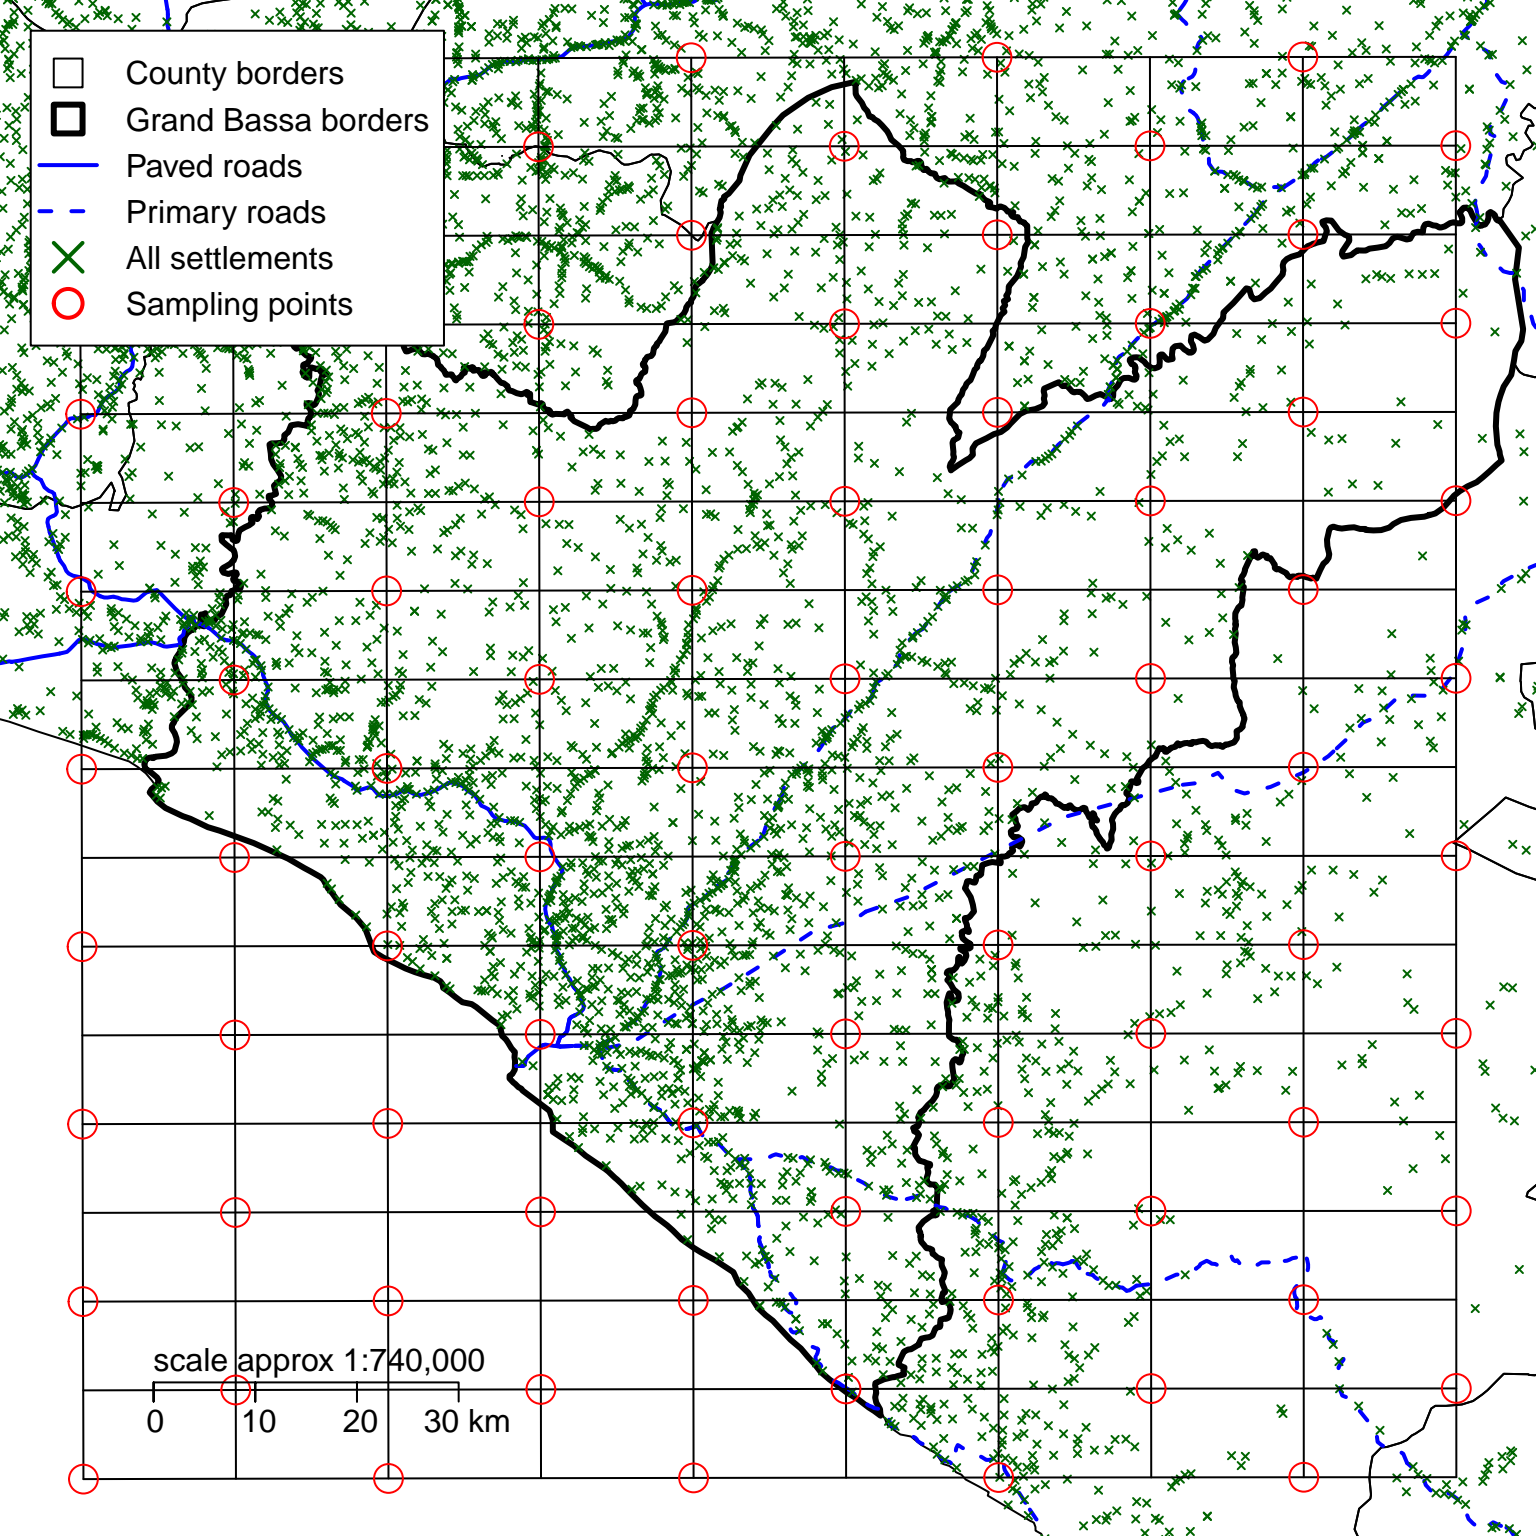 County borders
Grand Bassa borders
Paved roads
Primary roads
All settlements
Sampling points
scale approx 1:740,000
0 10 20 30 km